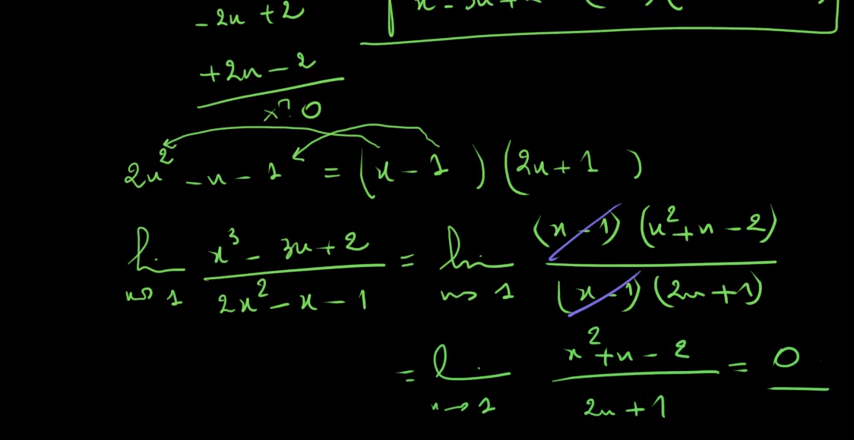 -2x + 2
+2x - 2
0
2x² - x - 1 = (x - 1)(2x + 1)
lim x→1 (x³ - 3x + 2)/(2x² - x - 1) = lim x→1 ((x - 1)(x² + x - 2))/((x - 1)(2x + 1))
= lim x→1 (x² + x - 2)/(2x + 1) = 0